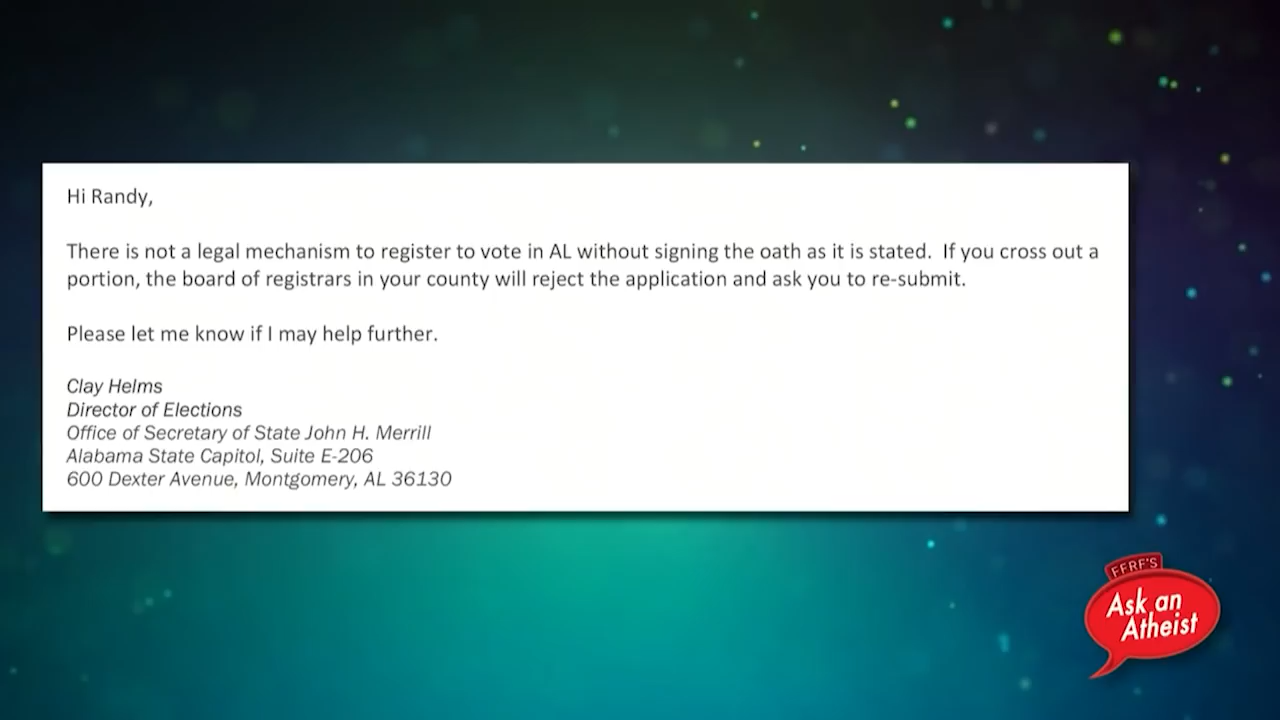 Hi Randy,
There is not a legal mechanism to register to vote in AL without signing the oath as it is stated.  If you cross out a
portion, the board of registrars in your county will reject the application and ask you to re-submit.
Please let me know if I may help further.
Clay Helms
Director of Elections
Office of Secretary of State John H. Merrill
Alabama State Capitol, Suite E-206
600 Dexter Avenue, Montgomery, AL 36130
FFRF'S
Ask an
Atheist